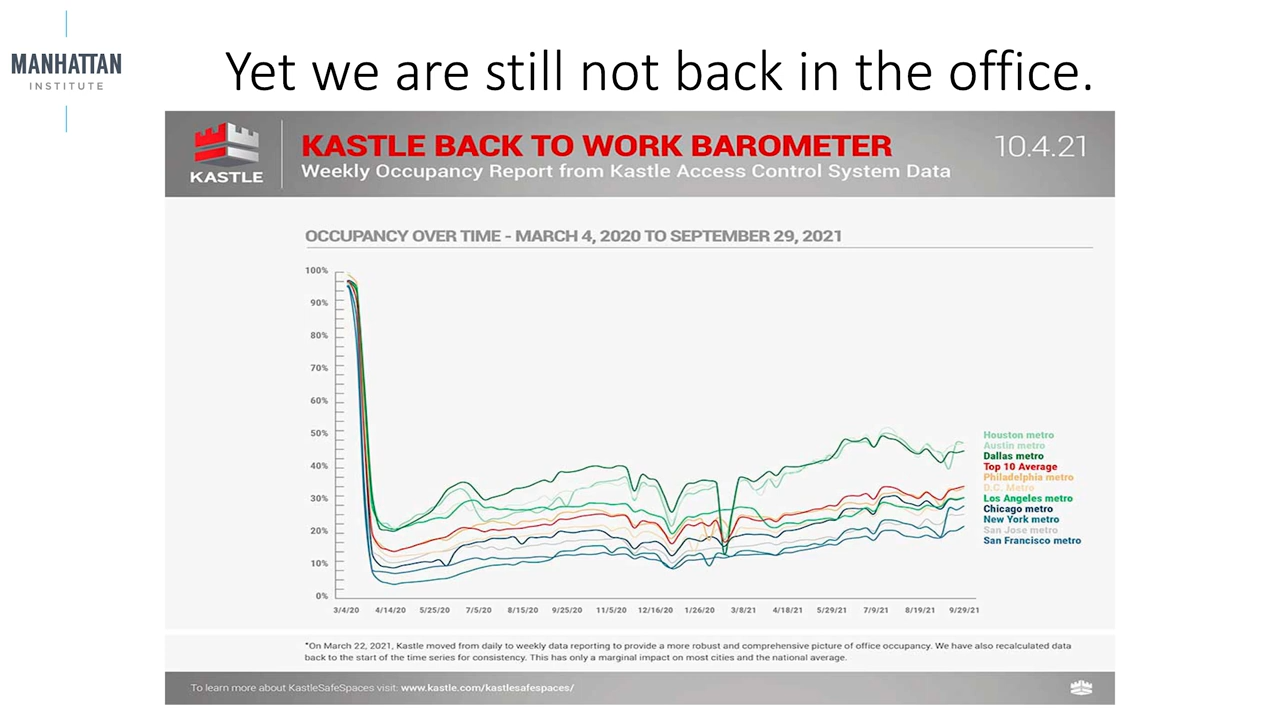 MANHATTAN
INSTITUTE
Yet we are still not back in the office.
KASTLE
KASTLE BACK TO WORK BAROMETER
Weekly Occupancy Report from Kastle Access Control System Data
10.4.21
OCCUPANCY OVER TIME - MARCH 4, 2020 TO SEPTEMBER 29, 2021
100%
90%
80%
70%
60%
50%
40%
30%
20%
10%
0%
3/4/20 4/14/20 5/25/20 7/5/20 8/15/20 9/25/20 11/5/20 12/16/20 1/26/20 3/8/21 4/18/21 5/29/21 7/9/21 8/19/21 9/29/21
Houston metro
Austin metro
Dallas metro
Top 10 Average
Philadelphia metro
D.C. Metro
Los Angeles metro
Chicago metro
New York metro
San Jose metro
San Francisco metro
*On March 22, 2021, Kastle moved from daily to weekly data reporting to provide a more robust and comprehensive picture of office occupancy. We have also recalculated data
back to the start of the time series for consistency. This has only a marginal impact on most cities and the national average.
To learn more about KastleSafeSpaces visit: www.kastle.com/kastlesafespaces/